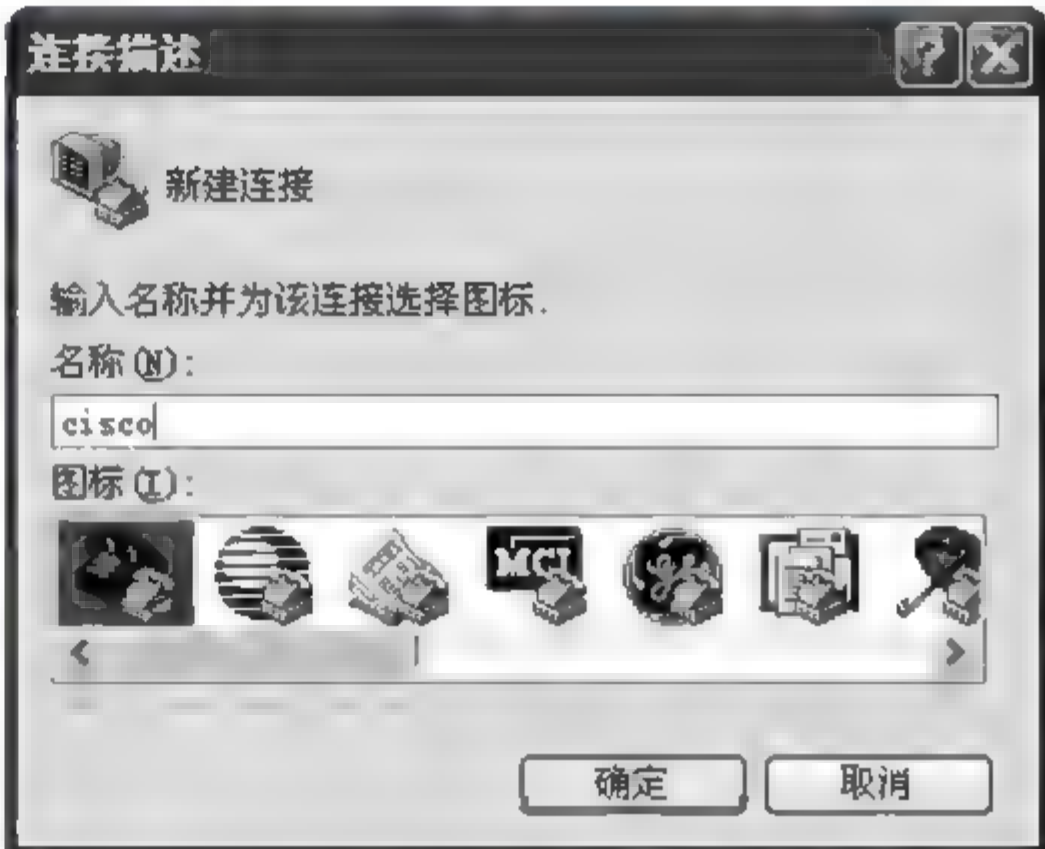 连接描述
新建连接
输入名称并为该连接选择图标.
名称(N):
cisco
图标(I):
MCI
确定 取消